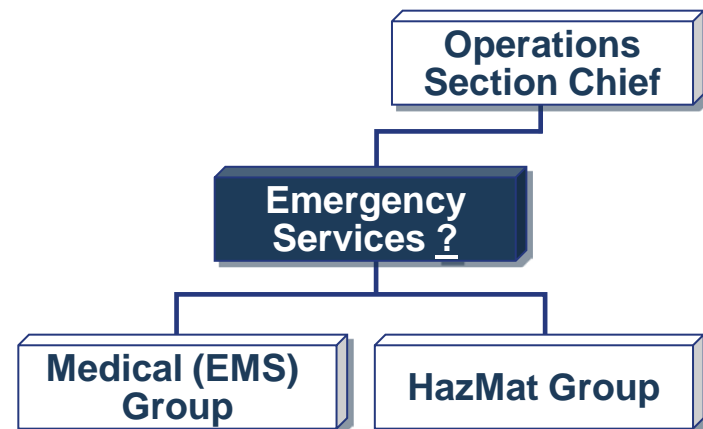 Operations
Section Chief
Emergency
Services ?
Medical (EMS)
Group
HazMat Group